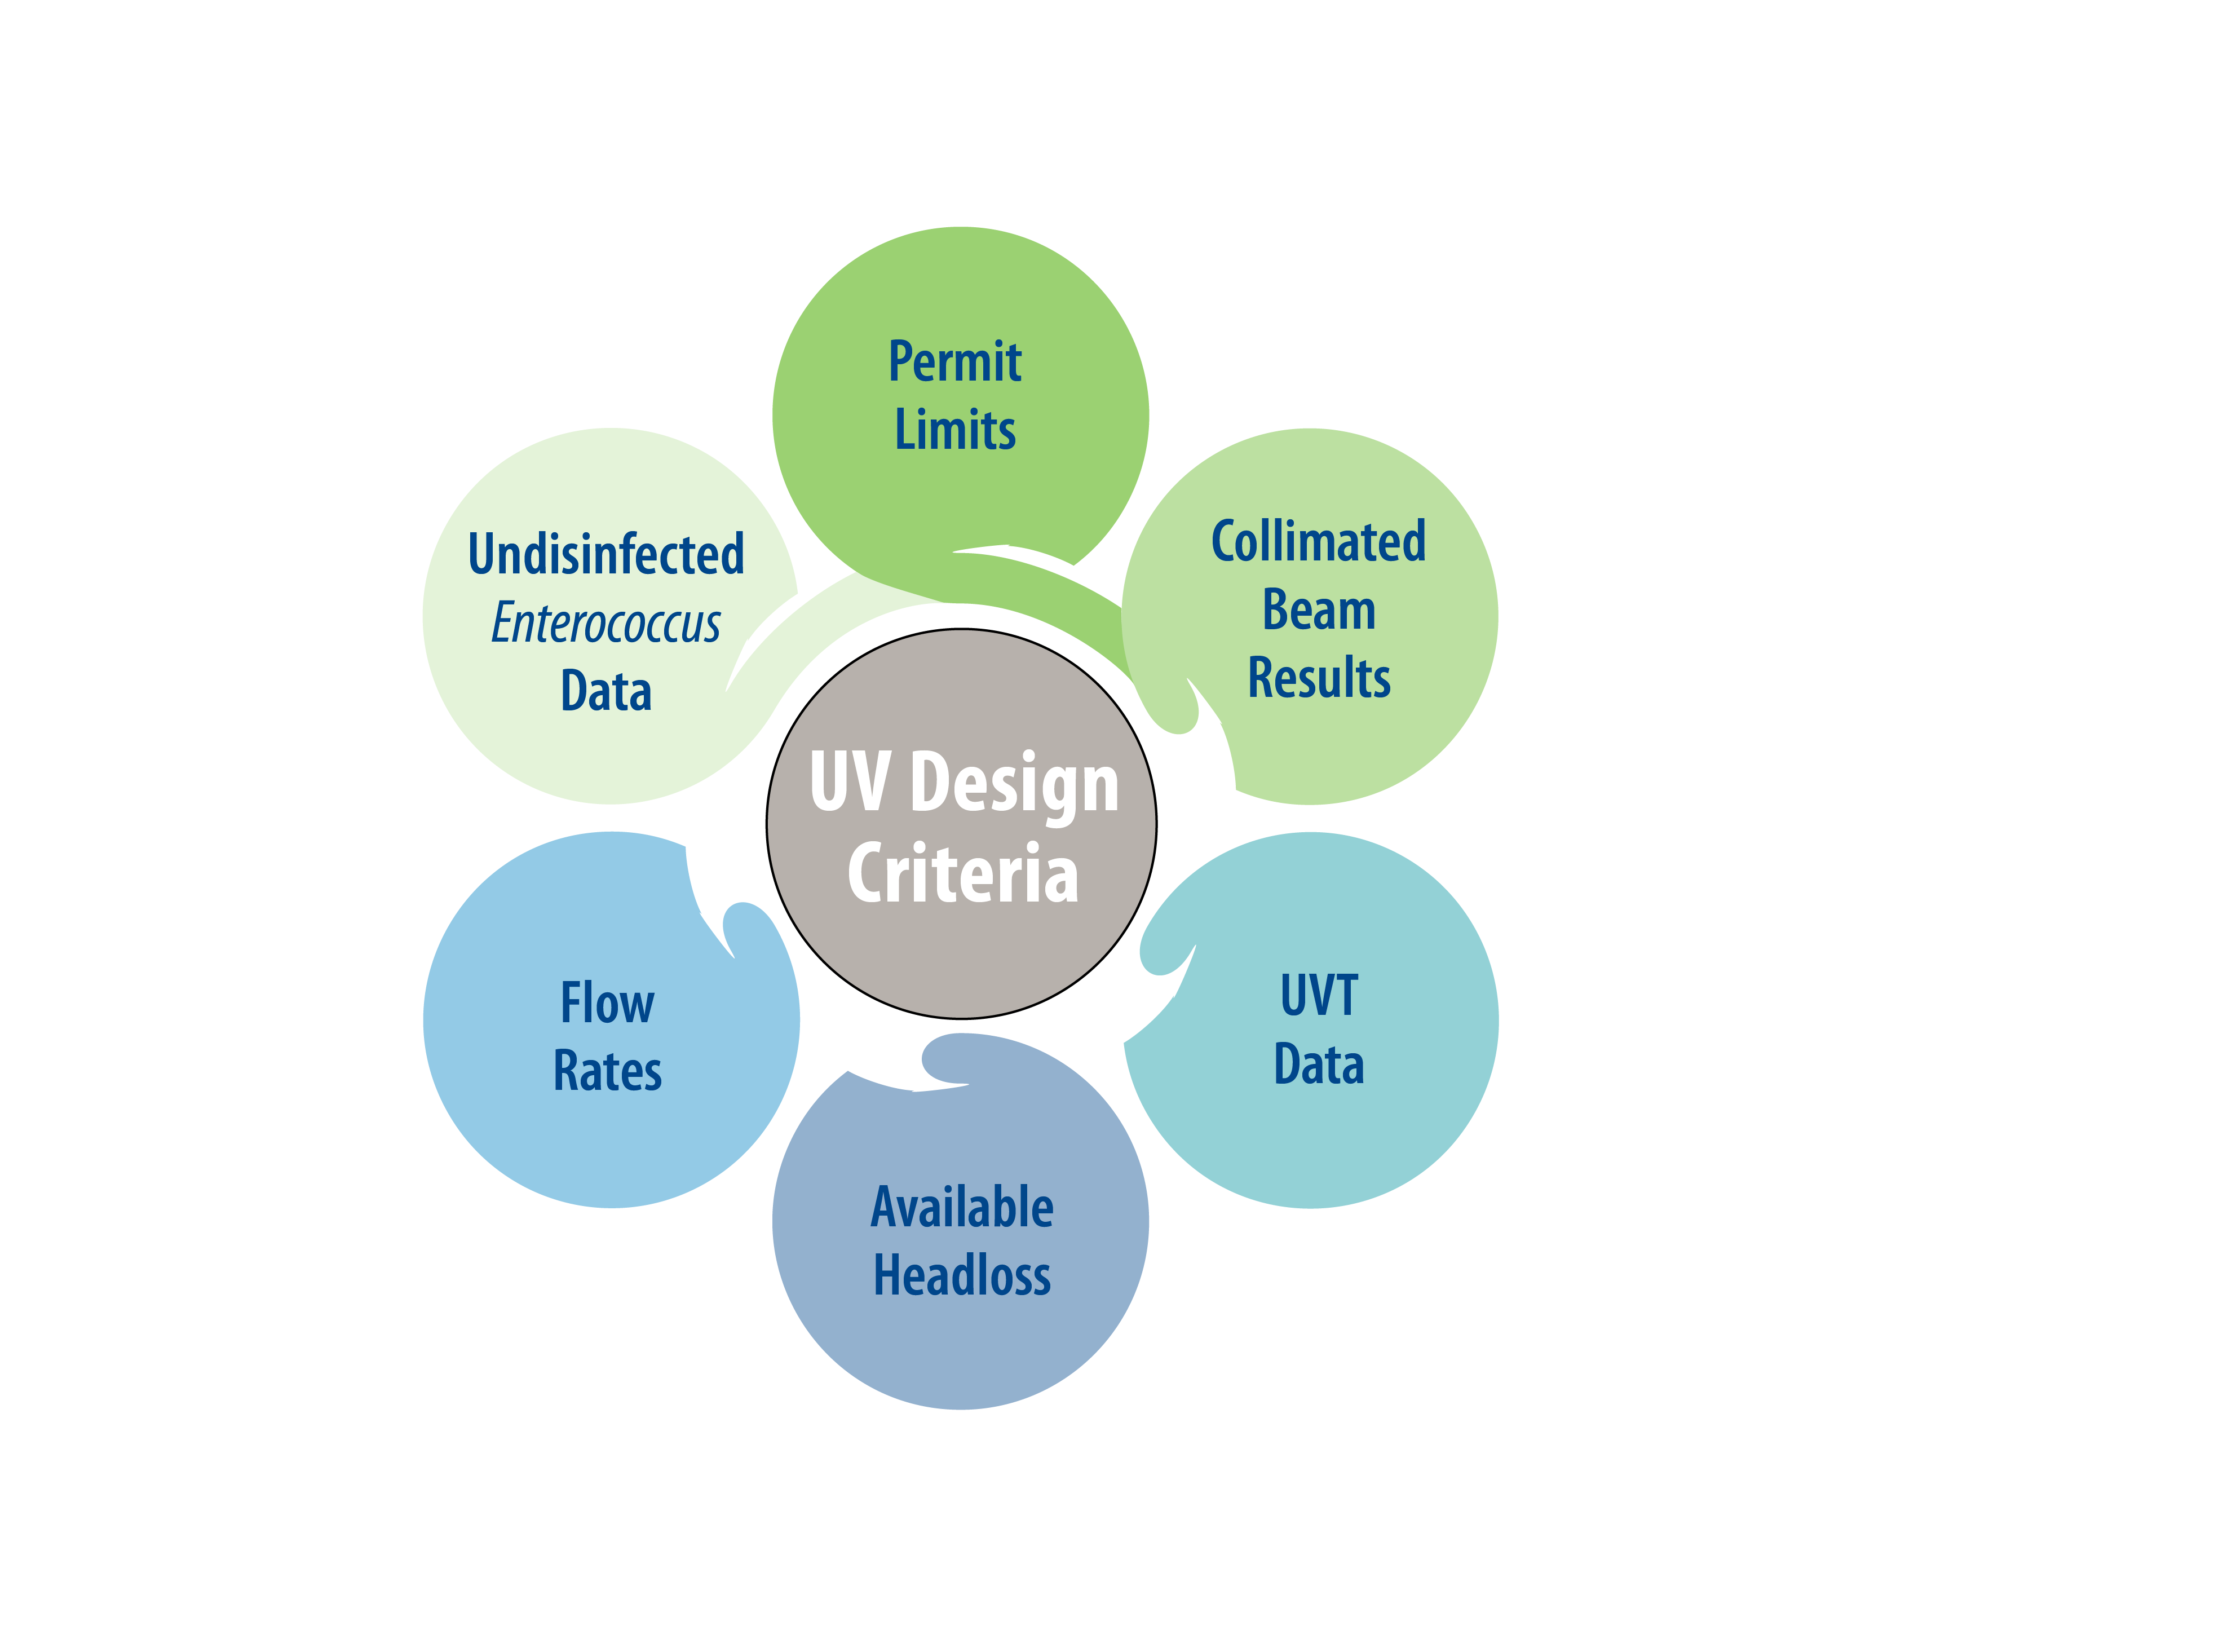 Permit
Limits
Collimated
Beam
Results
Undisinfected
Enterococcus
Data
UV Design
Criteria
UVT
Data
Flow
Rates
Available
Headloss